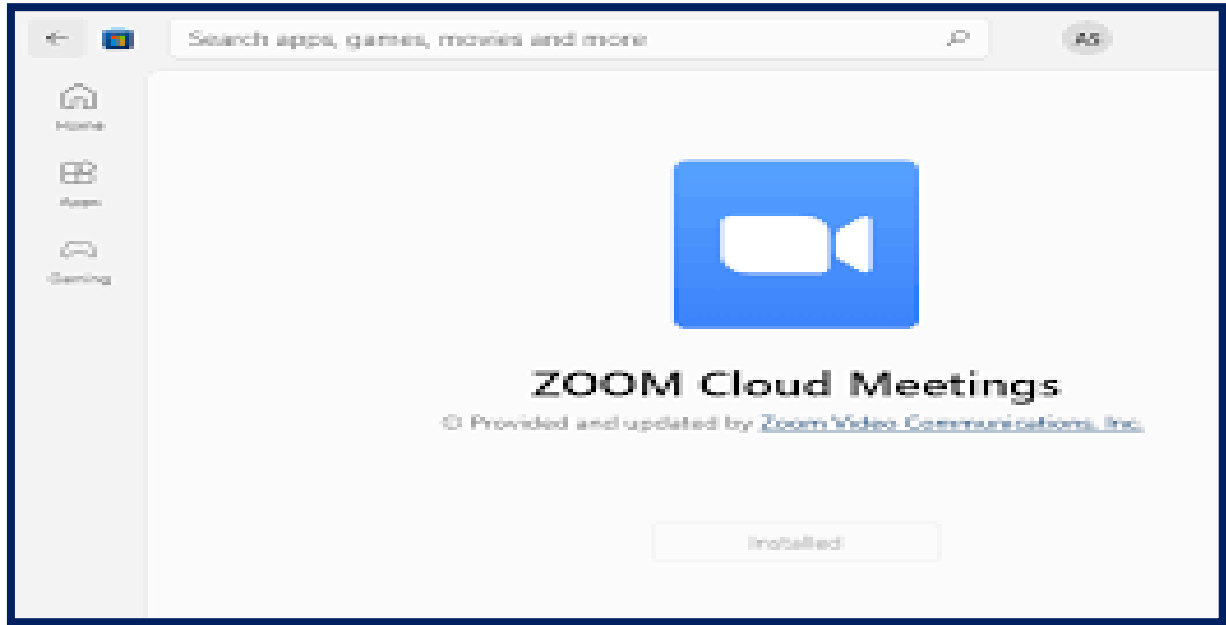 Search apps, games, movies and more
AS
Home
Apps
Gaming
ZOOM Cloud Meetings
Provided and updated by Zoom Video Communications, Inc.
Installed